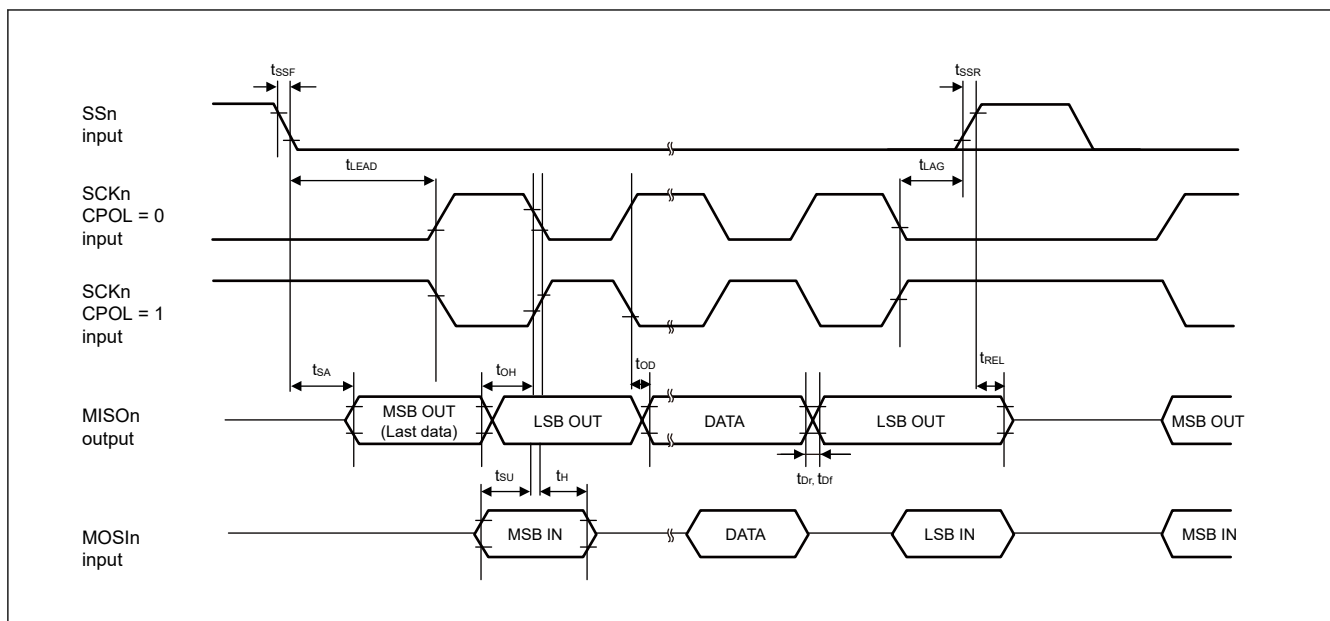 tSSF
tSSR
SSn
input
tLEAD
tLAG
SCKn
CPOL = 0
input
SCKn
CPOL = 1
input
tSA
tOH
tOD
tREL
MISOn
output
MSB OUT
(Last data)
LSB OUT
DATA
LSB OUT
MSB OUT
tSU
tH
tDr, tDf
MOSIn
input
MSB IN
DATA
LSB IN
MSB IN